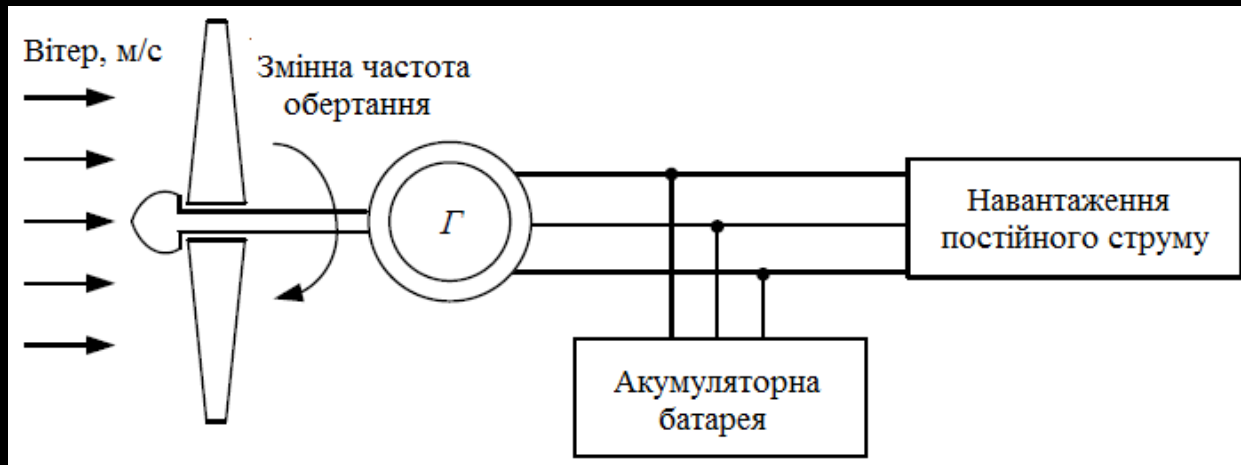 Вітер, м/с
Змінна частота
обертання
Г
Навантаження
постійного струму
Акумуляторна
батарея